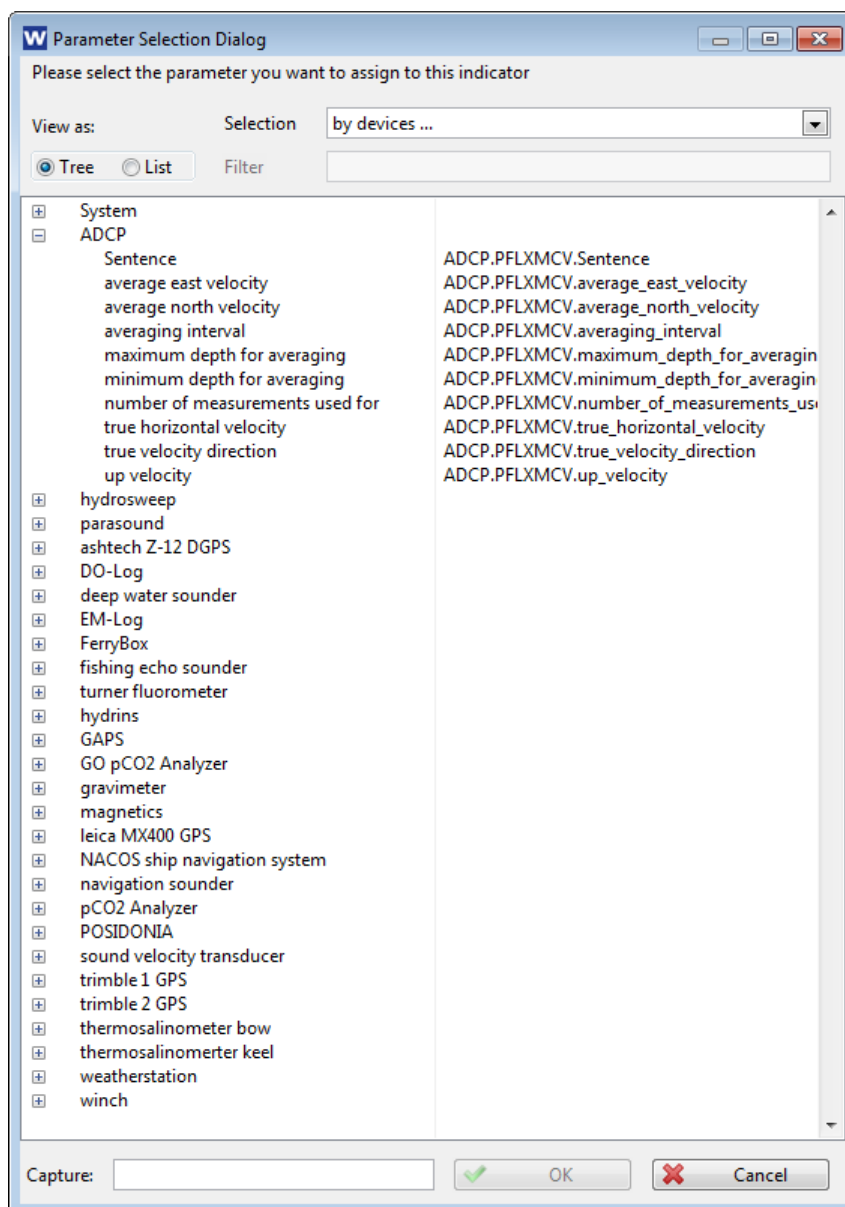 W Parameter Selection Dialog
Please select the parameter you want to assign to this indicator
View as: Selection by devices ...
Tree List Filter
System
ADCP
Sentence ADCP.PFLXMCV.Sentence
average east velocity ADCP.PFLXMCV.average_east_velocity
average north velocity ADCP.PFLXMCV.average_north_velocity
averaging interval ADCP.PFLXMCV.averaging_interval
maximum depth for averaging ADCP.PFLXMCV.maximum_depth_for_averagin
minimum depth for averaging ADCP.PFLXMCV.minimum_depth_for_averagin
number of measurements used for ADCP.PFLXMCV.number_of_measurements_us
true horizontal velocity ADCP.PFLXMCV.true_horizontal_velocity
true velocity direction ADCP.PFLXMCV.true_velocity_direction
up velocity ADCP.PFLXMCV.up_velocity
hydrosweep
parasound
ashtech Z-12 DGPS
DO-Log
deep water sounder
EM-Log
FerryBox
fishing echo sounder
turner fluorometer
hydrins
GAPS
GO pCO2 Analyzer
gravimeter
magnetics
leica MX400 GPS
NACOS ship navigation system
navigation sounder
pCO2 Analyzer
POSIDONIA
sound velocity transducer
trimble 1 GPS
trimble 2 GPS
thermosalinometer bow
thermosalinomerter keel
weatherstation
winch
Capture: OK Cancel